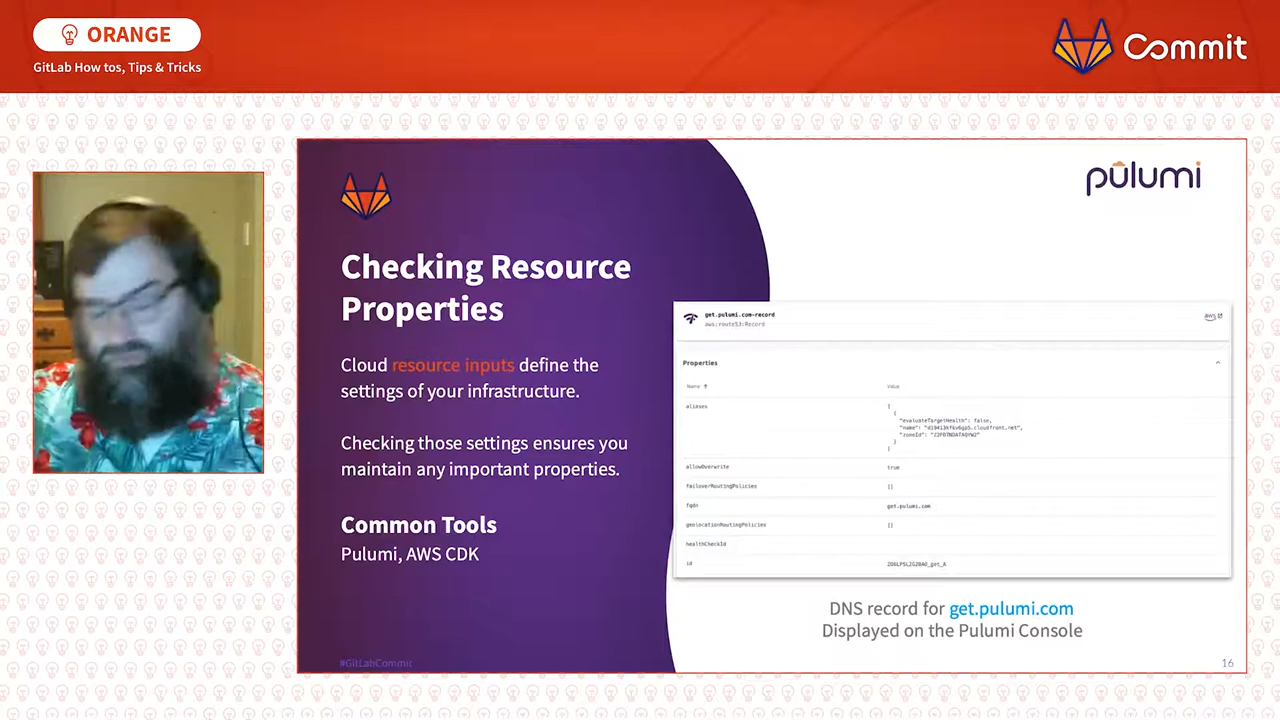 ORANGE
GitLab How tos, Tips & Tricks
Commit
pulumi
Checking Resource
Properties
Cloud resource inputs define the
settings of your infrastructure.
Checking those settings ensures you
maintain any important properties.
Common Tools
Pulumi, AWS CDK
#GitLabCommit
get.pulumi.com-record
aws:route53:Record
aws
Properties
Name
Value
aliases
[
{
"evaluateTargetHealth": false,
}
]
allowOverwrite
true
failoverRoutingPolicies
[]
fqdn
get.pulumi.com
geolocationRoutingPolicies
[]
healthCheckId
id
DNS record for get.pulumi.com
Displayed on the Pulumi Console
16